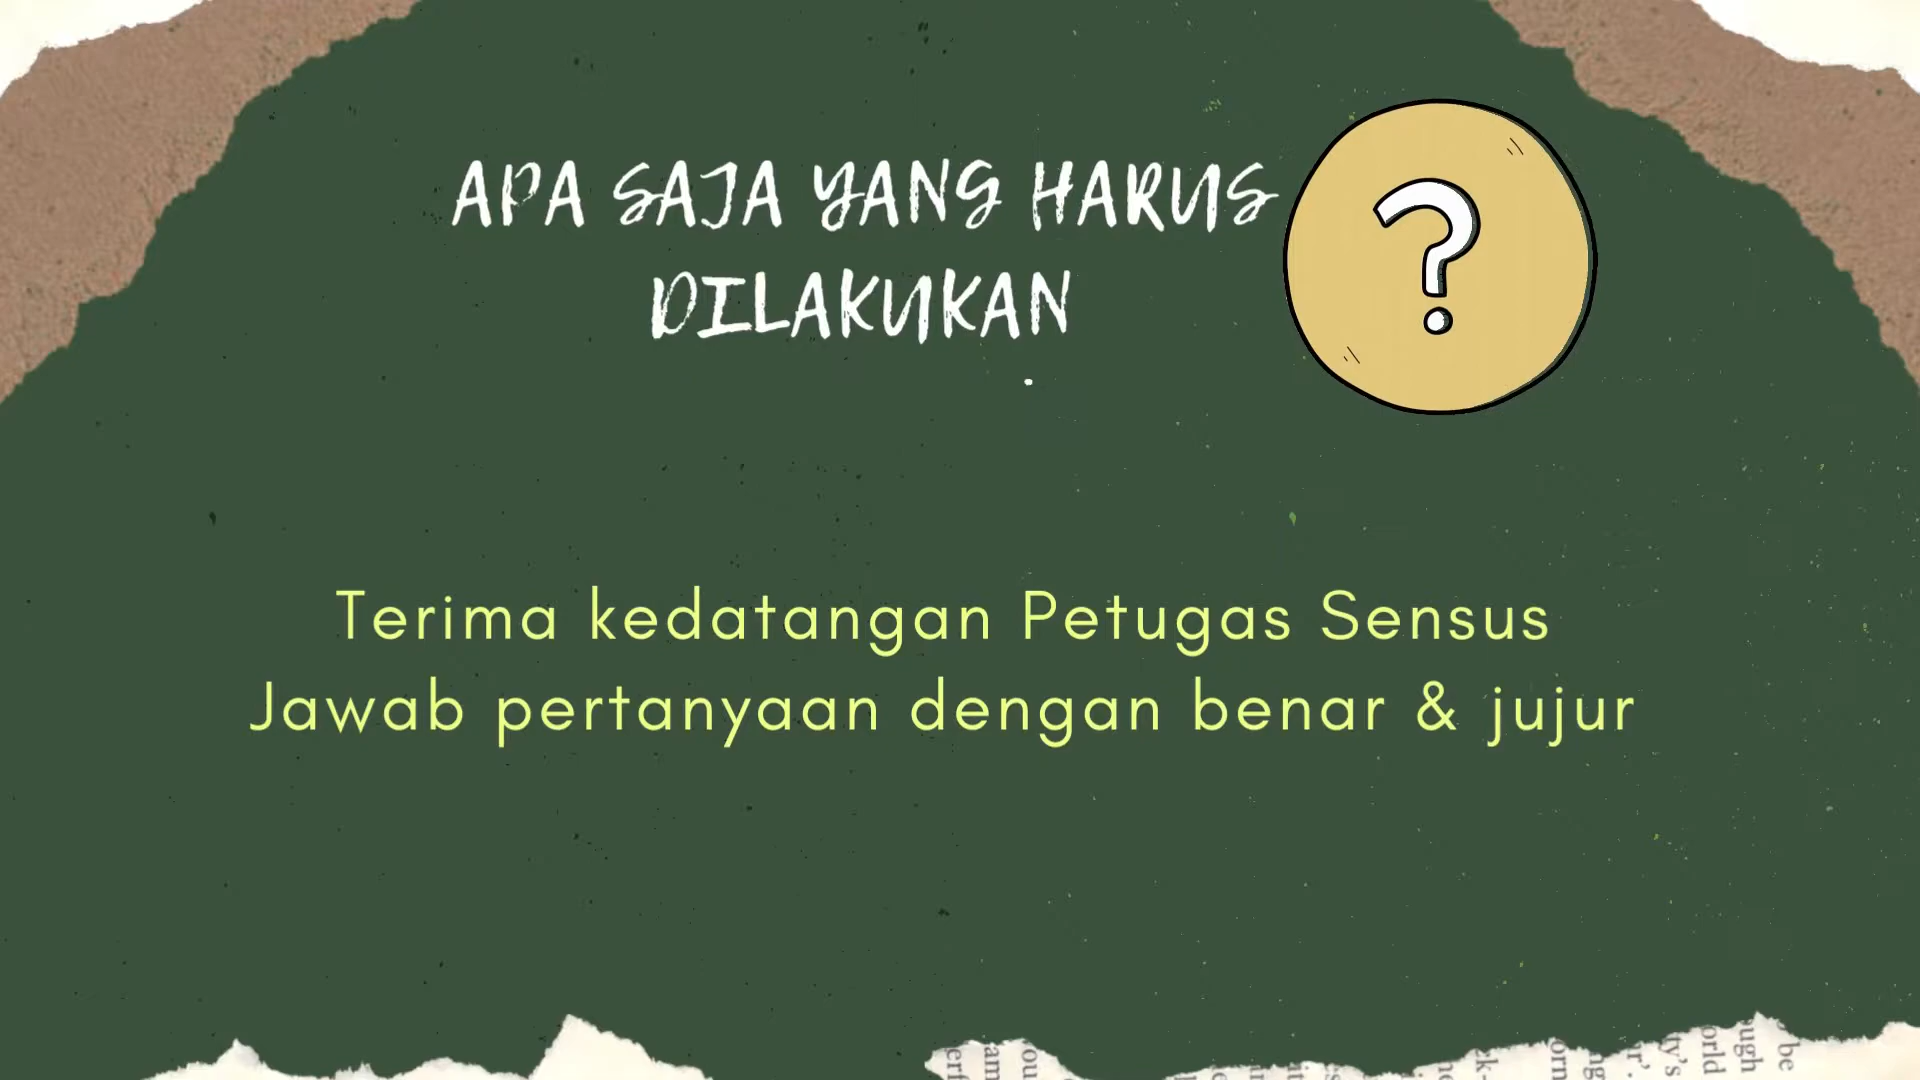 APA SAJA YANG HARUS
DILAKUKAN
?
Terima kedatangan Petugas Sensus
Jawab pertanyaan dengan benar & jujur